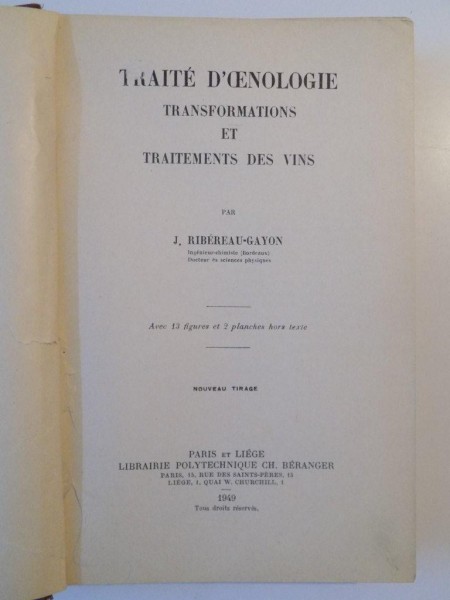 TRAITÉ D'ŒNOLOGIE
TRANSFORMATIONS
ET
TRAITEMENTS DES VINS
PAR
J. RIBÉREAU-GAYON
Ingénieur-chimiste (Bordeaux)
Docteur ès sciences physiques
Avec 13 figures et 2 planches hors texte
NOUVEAU TIRAGE
PARIS ET LIÉGE
LIBRAIRIE POLYTECHNIQUE CH. BÉRANGER
PARIS, 15, RUE DES SAINTS-PÈRES, 15
LIÉGE, 1, QUAI W. CHURCHILL, 1
1949
Tous droits réservés.